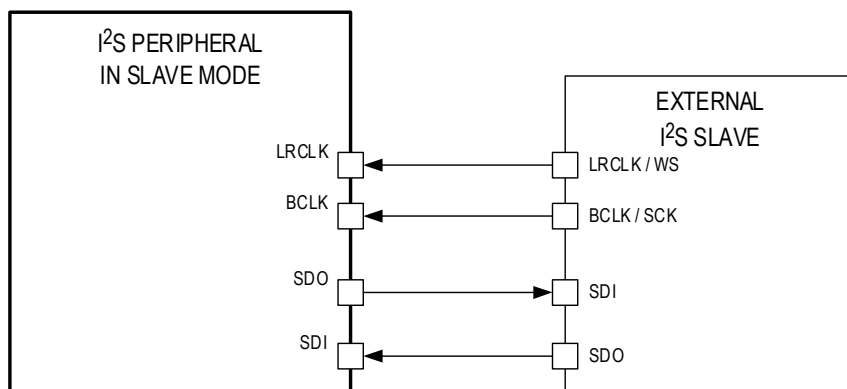 I²S PERIPHERAL
IN SLAVE MODE
EXTERNAL
I²S SLAVE
LRCLK
LRCLK / WS
BCLK
BCLK / SCK
SDO
SDI
SDI
SDO